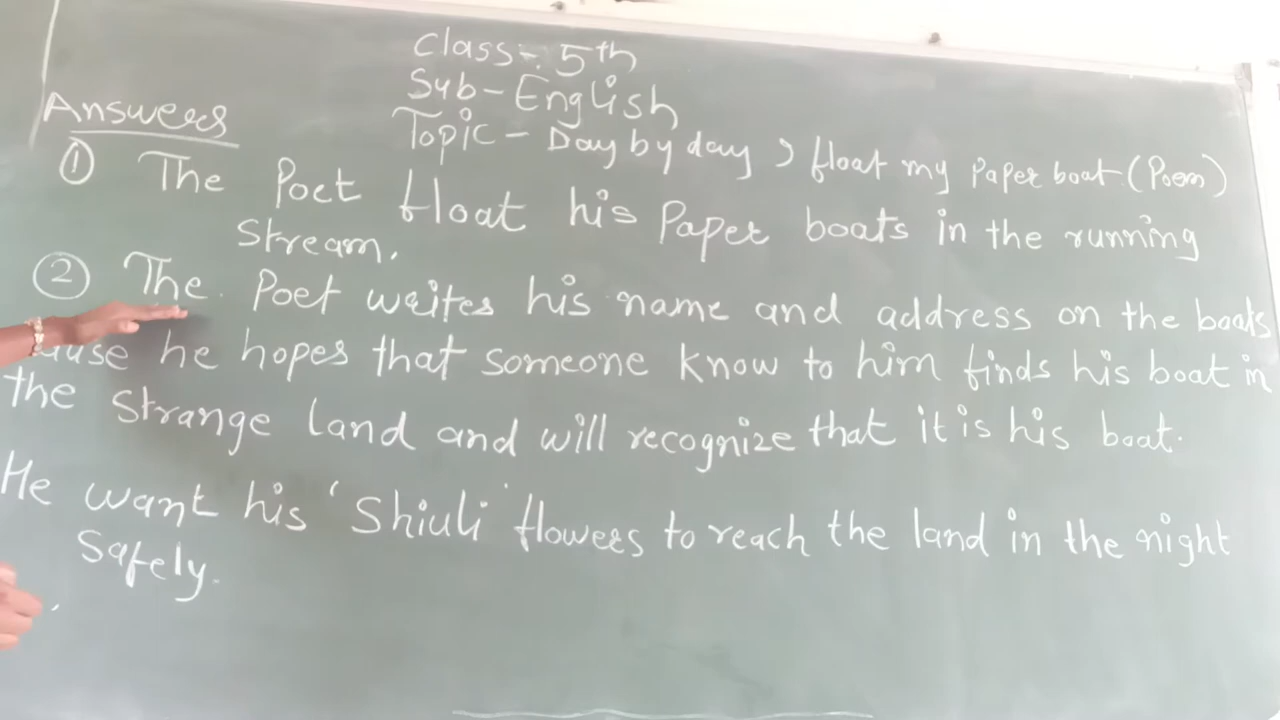 Class-: 5th
Sub-English
Topic- Day by day I float my Paper boat (Poem)
Answers
① The Poet float his Paper boats in the running
Stream.
② The Poet writes his name and address on the boats
he hopes that someone know to him finds his boat in
the strange land and will recognize that it is his boat.
He want his 'Shiuli' flowers to reach the land in the night
Safely.